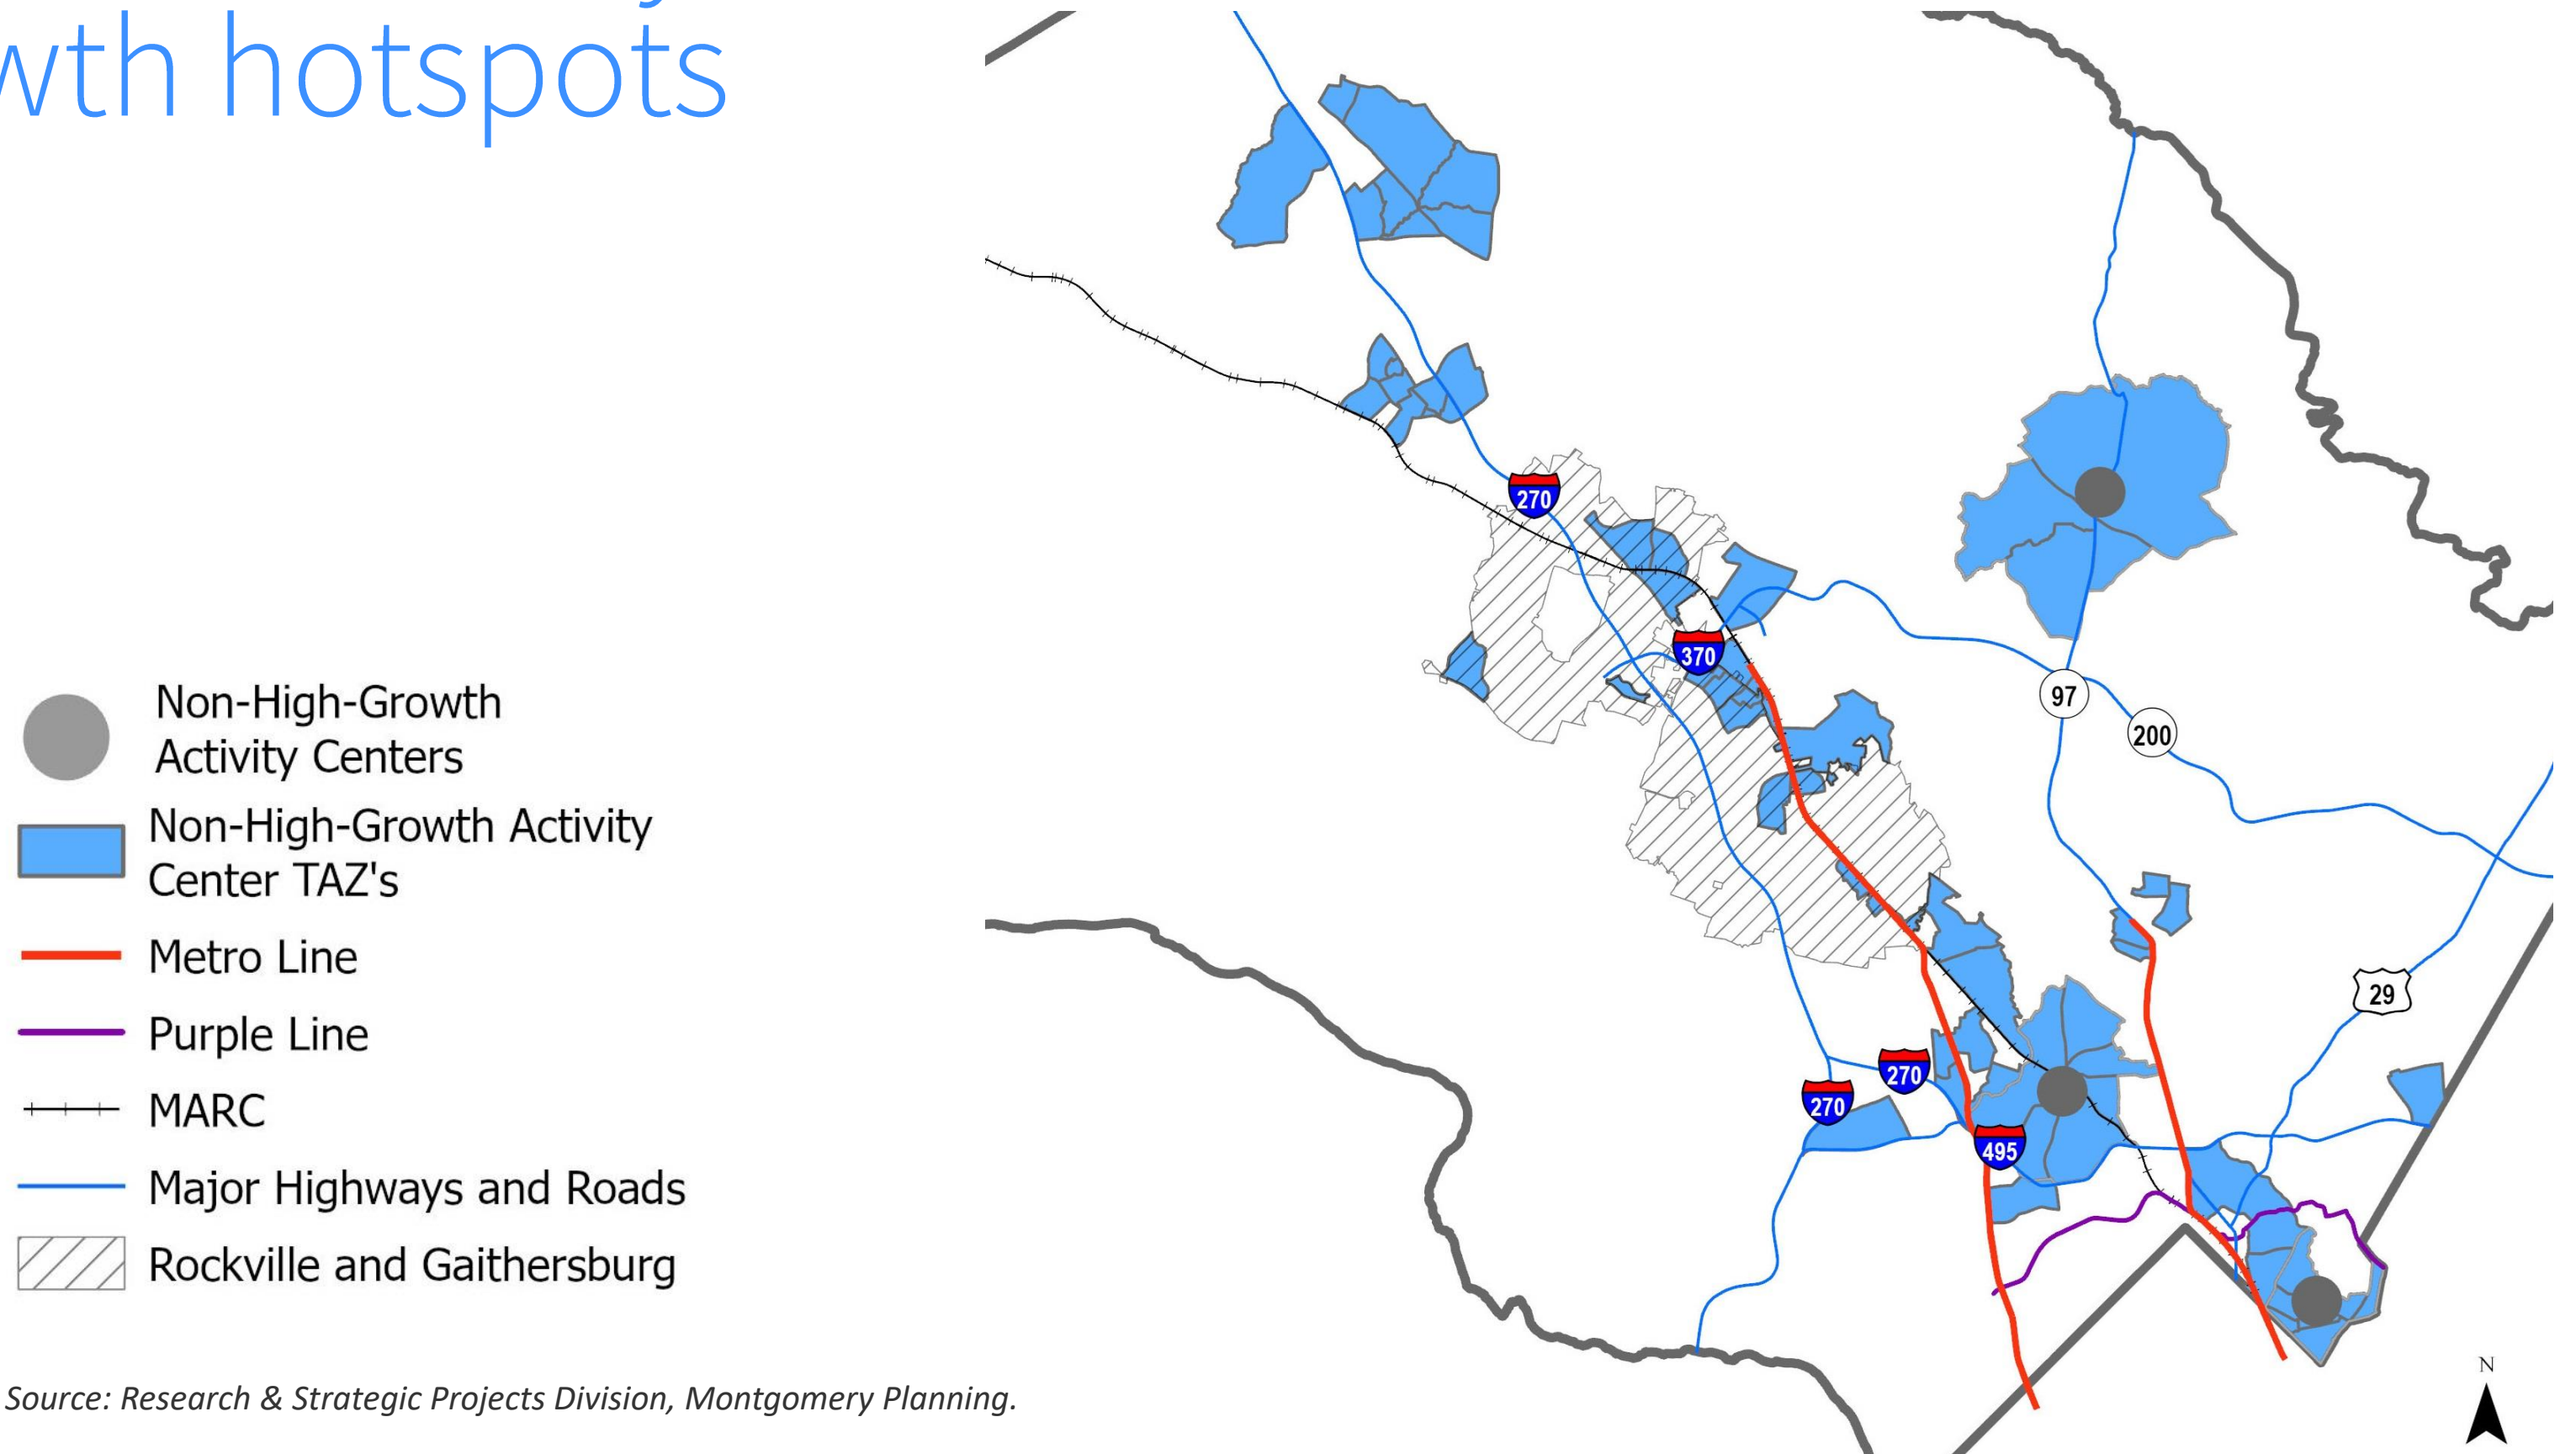 wth hotspots
Non-High-Growth
Activity Centers
Non-High-Growth Activity
Center TAZ's
Metro Line
Purple Line
MARC
Major Highways and Roads
Rockville and Gaithersburg
Source: Research & Strategic Projects Division, Montgomery Planning.
270
370
97
200
29
270
270
495
N